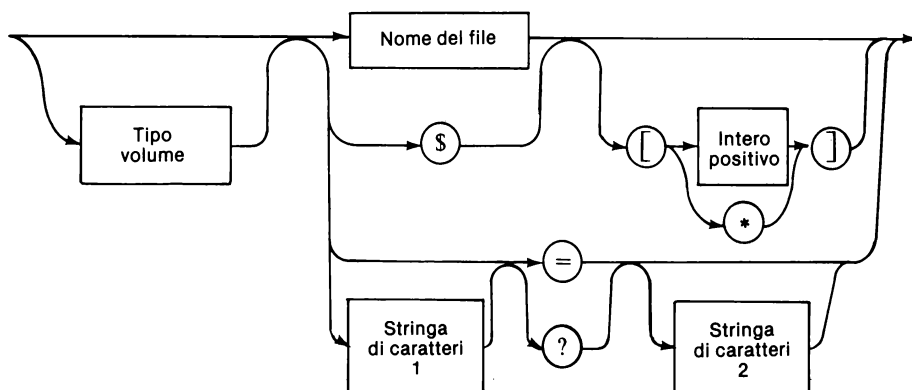 Nome del file
Tipo
volume
$
[
Intero
positivo
]
*
=
Stringa
di caratteri
1
?
Stringa
di caratteri
2